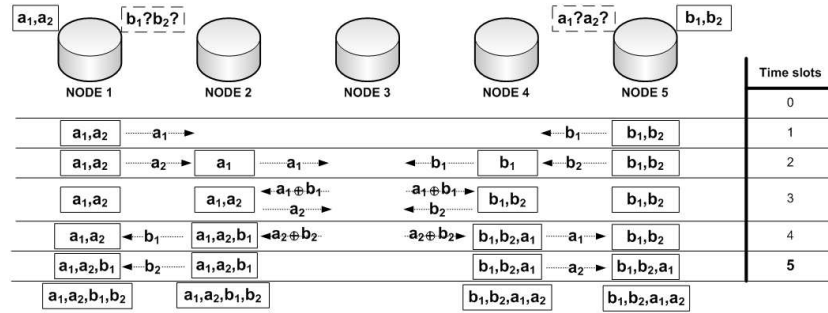 a₁,a₂ b₁?b₂? a₁?a₂? b₁,b₂
NODE 1 NODE 2 NODE 3 NODE 4 NODE 5 Time slots
0
a₁,a₂ a₁ b₁ b₁,b₂ 1
a₁,a₂ a₂ a₁ a₁ b₁ b₁ b₂ b₁,b₂ 2
a₁,a₂ a₁,a₂ a₁⊕b₁ a₂ a₁⊕b₁ b₂ b₁,b₂ b₁,b₂ 3
a₁,a₂ b₁ a₁,a₂,b₁ a₂⊕b₂ a₂⊕b₂ b₁,b₂,a₁ a₁ b₁,b₂ 4
a₁,a₂,b₁ b₂ a₁,a₂,b₁ b₁,b₂,a₁ a₂ b₁,b₂,a₁ 5
a₁,a₂,b₁,b₂ a₁,a₂,b₁,b₂ b₁,b₂,a₁,a₂ b₁,b₂,a₁,a₂